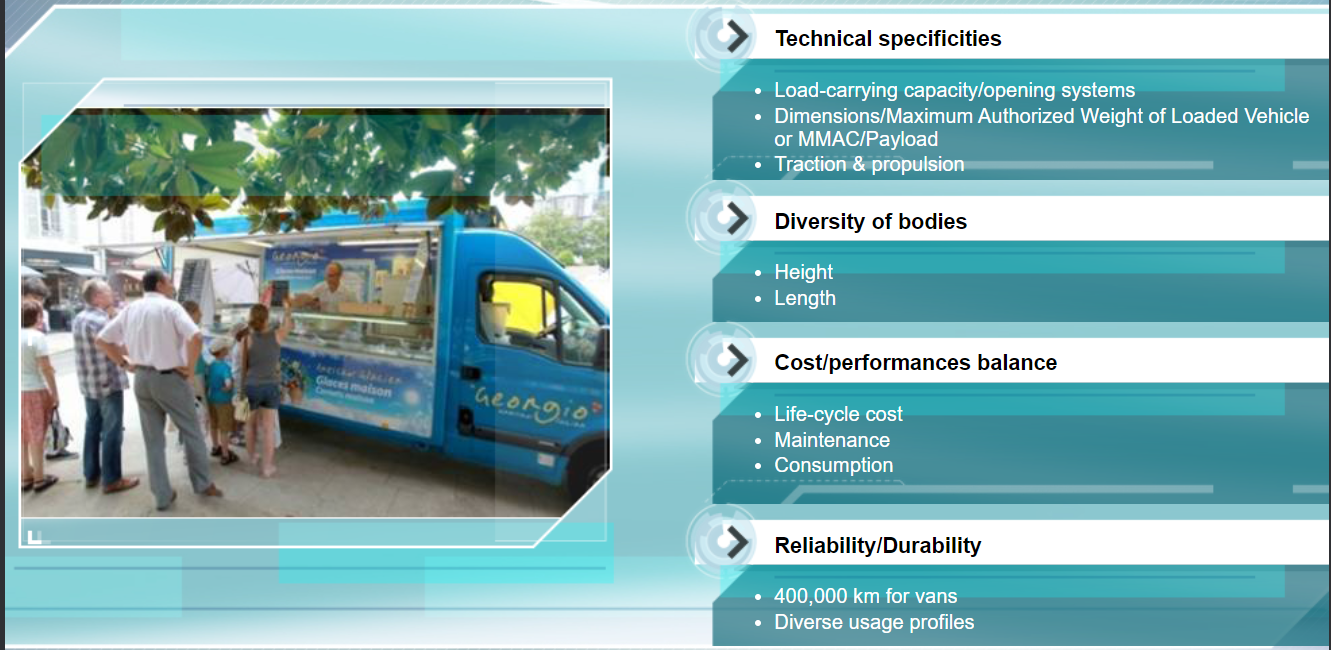 Technical specificities
Load-carrying capacity/opening systems
Dimensions/Maximum Authorized Weight of Loaded Vehicle
or MMAC/Payload
Traction & propulsion
Diversity of bodies
Height
Length
Cost/performances balance
Life-cycle cost
Maintenance
Consumption
Reliability/Durability
400,000 km for vans
Diverse usage profiles
Georgio
Glaces maison
Georgio